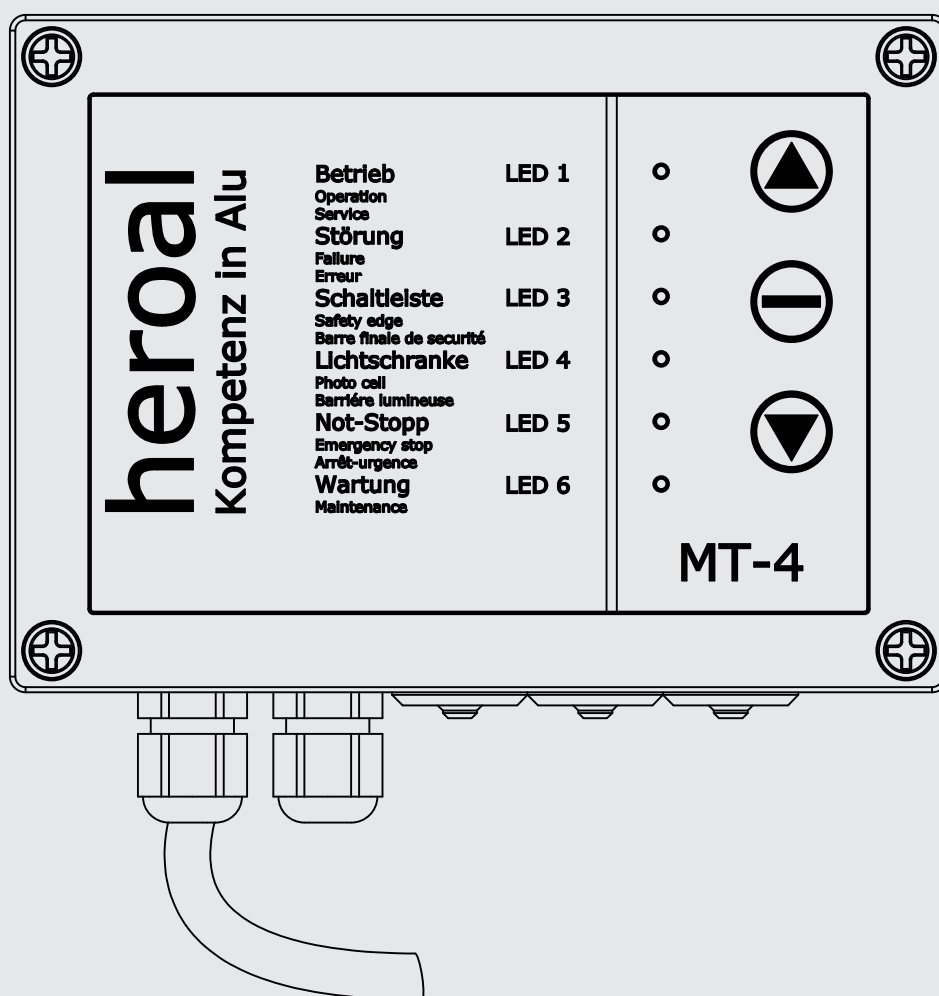 heroal
Kompetenz in Alu
Betrieb LED 1
Operation
Service
Störung LED 2
Failure
Erreur
Schaltleiste LED 3
Safety edge
Barre finale de securité
Lichtschranke LED 4
Photo cell
Barriére lumineuse
Not-Stopp LED 5
Emergency stop
Arrêt-urgence
Wartung LED 6
Maintenance
MT-4